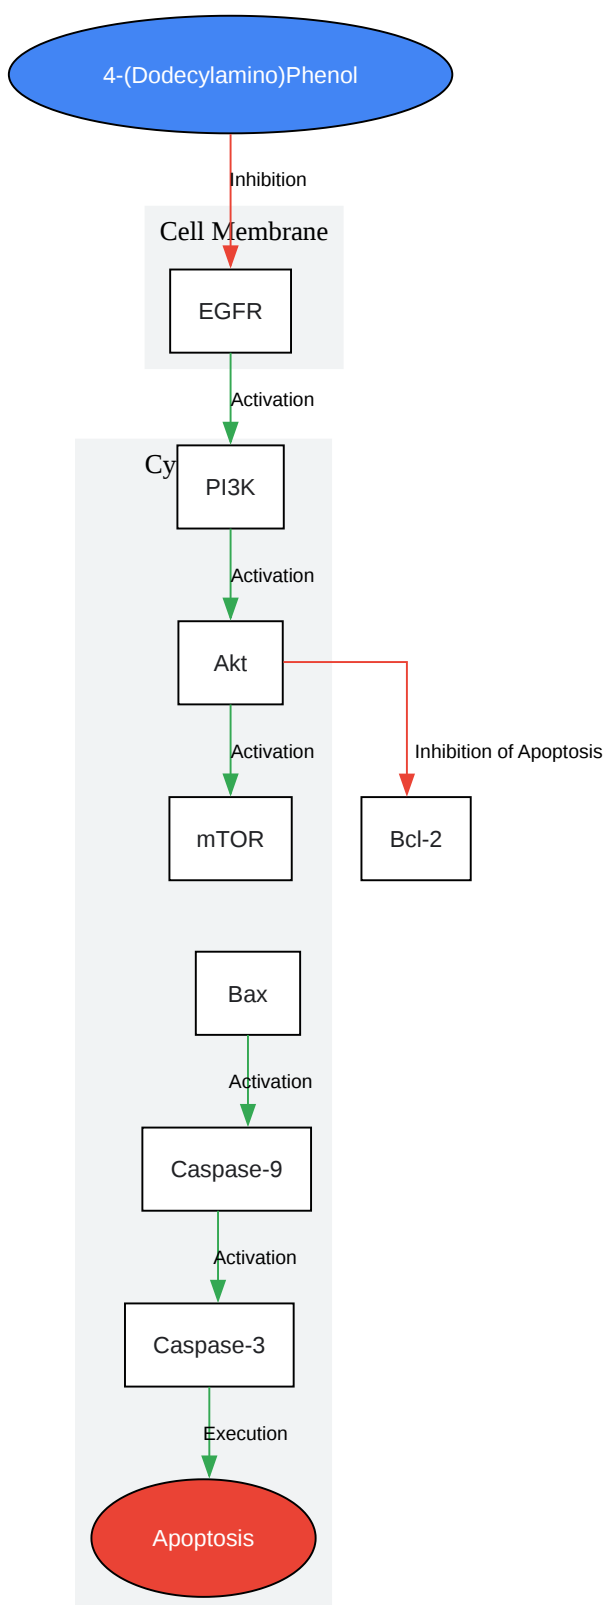 4-(Dodecylamino)Phenol
Inhibition
Cell Membrane
EGFR
Activation
Cy
PI3K
Activation
Akt
Activation
Inhibition of Apoptosis
mTOR
Bcl-2
Bax
Activation
Caspase-9
Activation
Caspase-3
Execution
Apoptosis